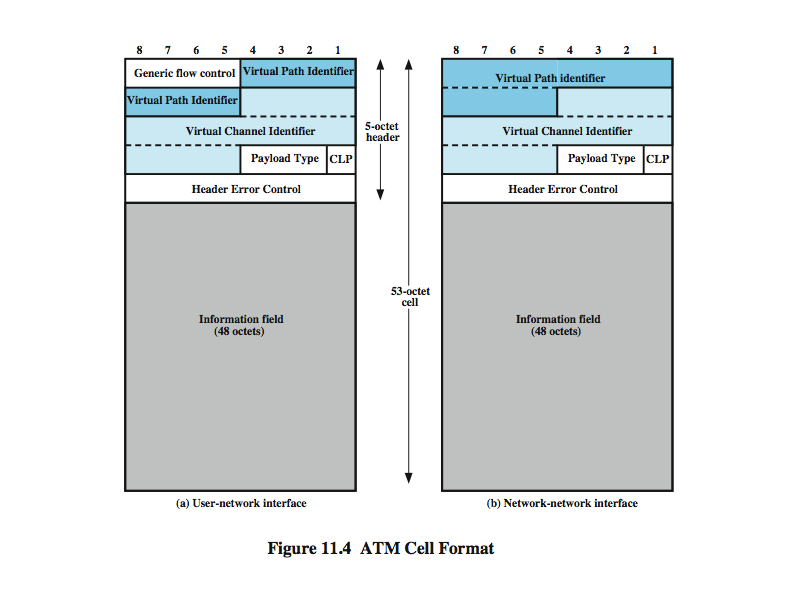 8 7 6 5 4 3 2 1
Generic flow control Virtual Path Identifier
Virtual Path Identifier
Virtual Channel Identifier
Payload Type CLP
Header Error Control
Information field
(48 octets)
(a) User-network interface
5-octet
header
53-octet
cell
8 7 6 5 4 3 2 1
Virtual Path identifier
Virtual Channel Identifier
Payload Type CLP
Header Error Control
Information field
(48 octets)
(b) Network-network interface
Figure 11.4 ATM Cell Format